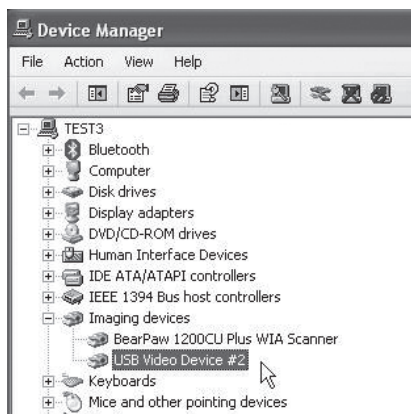 Device Manager
File Action View Help
TEST3
Bluetooth
Computer
Disk drives
Display adapters
DVD/CD-ROM drives
Human Interface Devices
IDE ATA/ATAPI controllers
IEEE 1394 Bus host controllers
Imaging devices
BearPaw 1200CU Plus WIA Scanner
USB Video Device #2
Keyboards
Mice and other pointing devices